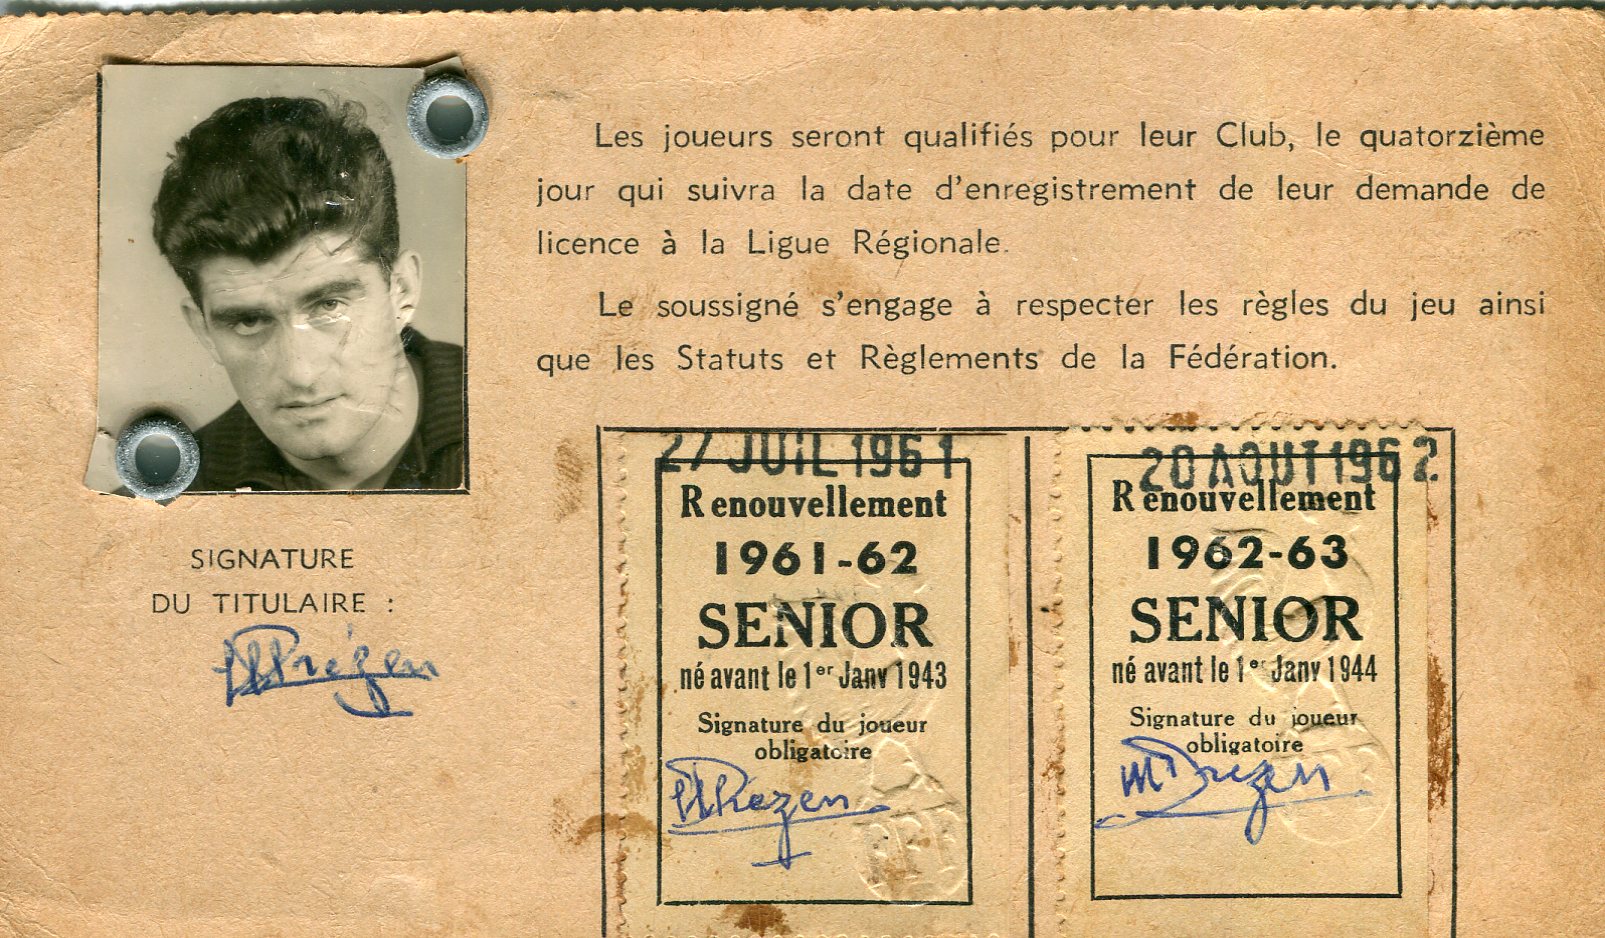 Les joueurs seront qualifiés pour leur Club, le quatorzième
jour qui suivra la date d'enregistrement de leur demande de
licence à la Ligue Régionale.
Le soussigné s'engage à respecter les règles du jeu ainsi
que les Statuts et Règlements de la Fédération.
SIGNATURE
DU TITULAIRE :
27 JUIL 1961
Renouvellement
1961-62
SENIOR
né avant le 1er Janv 1943
Signature du joueur
obligatoire
20 AOUT 1962
Renouvellement
1962-63
SENIOR
né avant le 1er Janv 1944
Signature du joueur
obligatoire